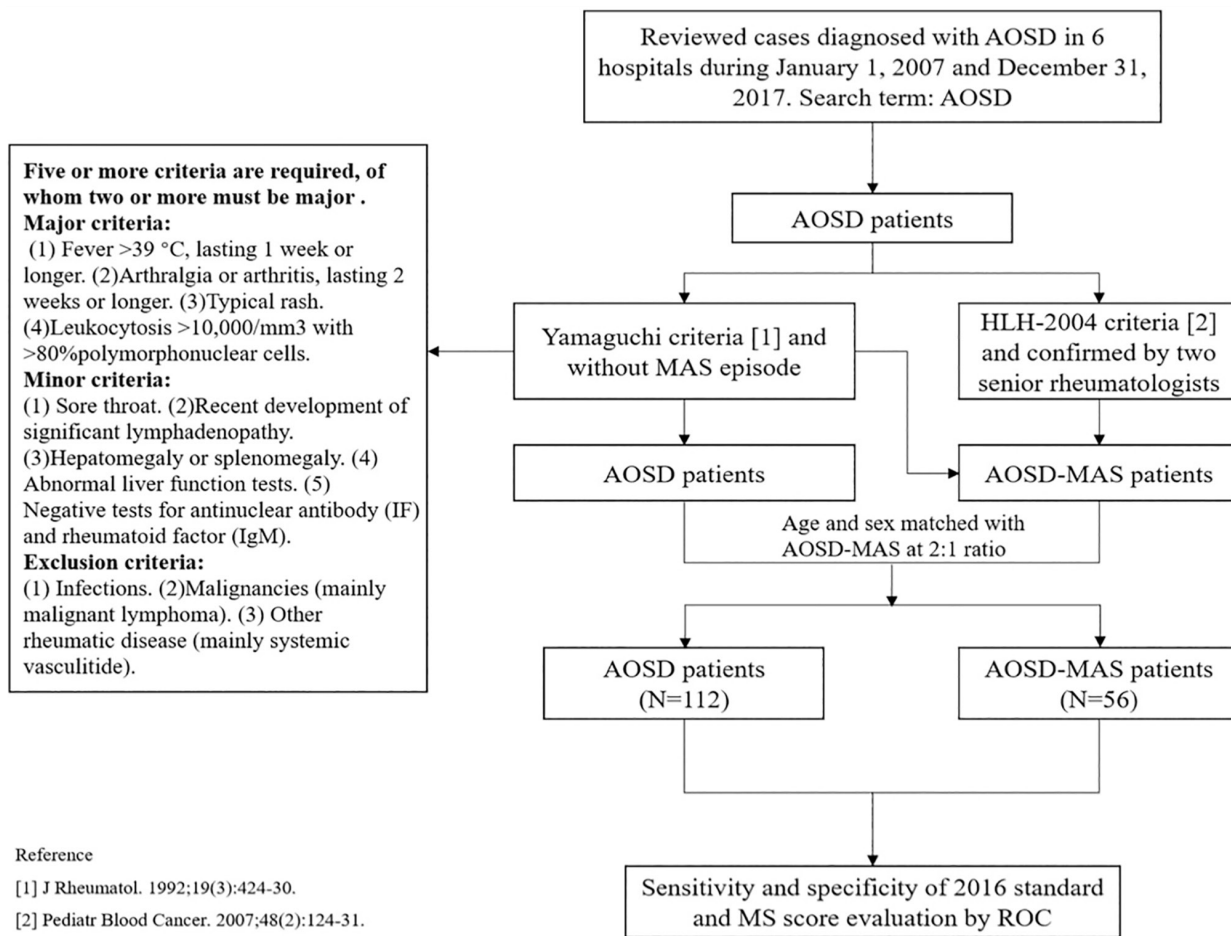 Reviewed cases diagnosed with AOSD in 6
hospitals during January 1, 2007 and December 31,
2017. Search term: AOSD
AOSD patients
Five or more criteria are required, of
whom two or more must be major .
Major criteria:
(1) Fever >39 °C, lasting 1 week or
longer. (2)Arthralgia or arthritis, lasting 2
weeks or longer. (3)Typical rash.
(4)Leukocytosis >10,000/mm3 with
>80%polymorphonuclear cells.
Minor criteria:
(1) Sore throat. (2)Recent development of
significant lymphadenopathy.
(3)Hepatomegaly or splenomegaly. (4)
Abnormal liver function tests. (5)
Negative tests for antinuclear antibody (IF)
and rheumatoid factor (IgM).
Exclusion criteria:
(1) Infections. (2)Malignancies (mainly
malignant lymphoma). (3) Other
rheumatic disease (mainly systemic
vasculitide).
Yamaguchi criteria [1] and
without MAS episode
HLH-2004 criteria [2]
and confirmed by two
senior rheumatologists
AOSD patients
AOSD-MAS patients
Age and sex matched with
AOSD-MAS at 2:1 ratio
AOSD patients
(N=112)
AOSD-MAS patients
(N=56)
Sensitivity and specificity of 2016 standard
and MS score evaluation by ROC
Reference
[1] J Rheumatol. 1992;19(3):424-30.
[2] Pediatr Blood Cancer. 2007;48(2):124-31.